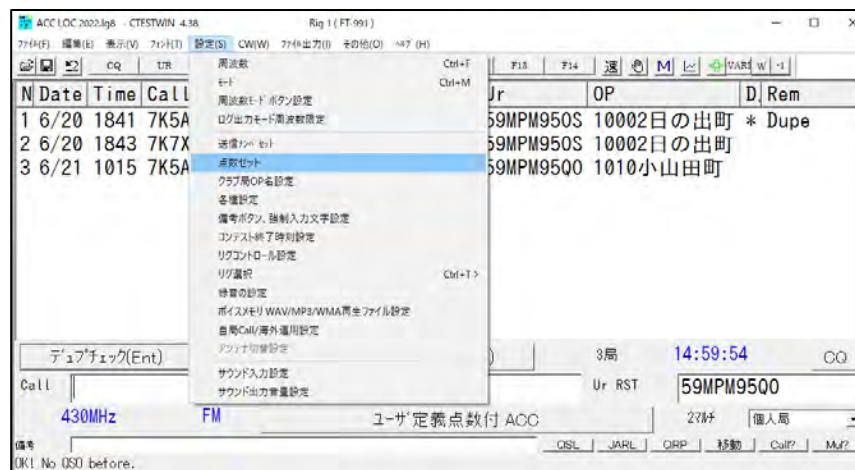 ACC LOC 2022.lg8 - CTESTWIN 4.38 Rig 1 ( FT-991 )
ファイル(F) 編集(E) 表示(V) フォント(T) 設定(S) CW(W) ファイル出力(I) その他(O) ヘルプ (H)
CQ UR F13 F14 速 M VARI W -1
N Date Time Call Ur OP D. Rem
1 6/20 1841 7K5A 59MPM950S 10002日の出町 * Dupe
2 6/20 1843 7K7X 59MPM950S 10002日の出町
3 6/21 1015 7K5A 59MPM95Q0 1010小山田町
周波数 Ctrl+F
モード Ctrl+M
周波数モード ボタン設定
ログ出力モード周波数限定
送信ナンバ セット
点数セット
クラブ局OP名設定
各種設定
備考ボタン、強制入力文字設定
コンテスト終了時刻設定
リグコントロール設定
リグ選択 Ctrl+T >
録音の設定
ボイスメモリ WAV/MP3/WMA再生ファイル設定
自局Call/海外運用設定
アンテナ切替設定
サウンド入力設定
サウンド出力音量設定
デュプチェック(Ent) ) 3局 14:59:54 CQ
Call Ur RST 59MPM95Q0
430MHz FM ユーザ定義点数付 ACC 2マルチ 個人局
備考 QSL JARL QRP 移動 Call? Mul?
OK! No QSO before.